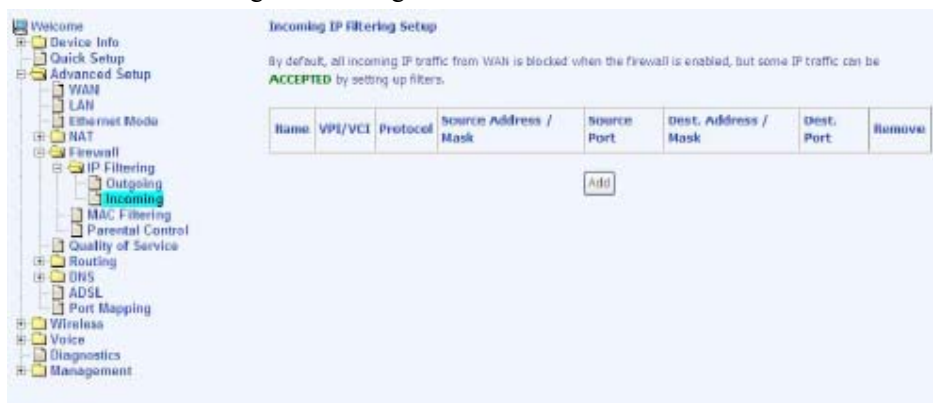 Welcome
Device Info
Quick Setup
Advanced Setup
WAN
LAN
Ethernet Mode
NAT
Firewall
IP Filtering
Outgoing
Incoming
MAC Filtering
Parental Control
Quality of Service
Routing
DNS
ADSL
Port Mapping
Wireless
Voice
Diagnostics
Management
Incoming IP Filtering Setup
By default, all incoming IP traffic from WAN is blocked when the firewall is enabled, but some IP traffic can be
ACCEPTED by setting up filters.
Name VPI/VCI Protocol Source Address / Mask Source Port Dest. Address / Mask Dest. Port Remove
Add